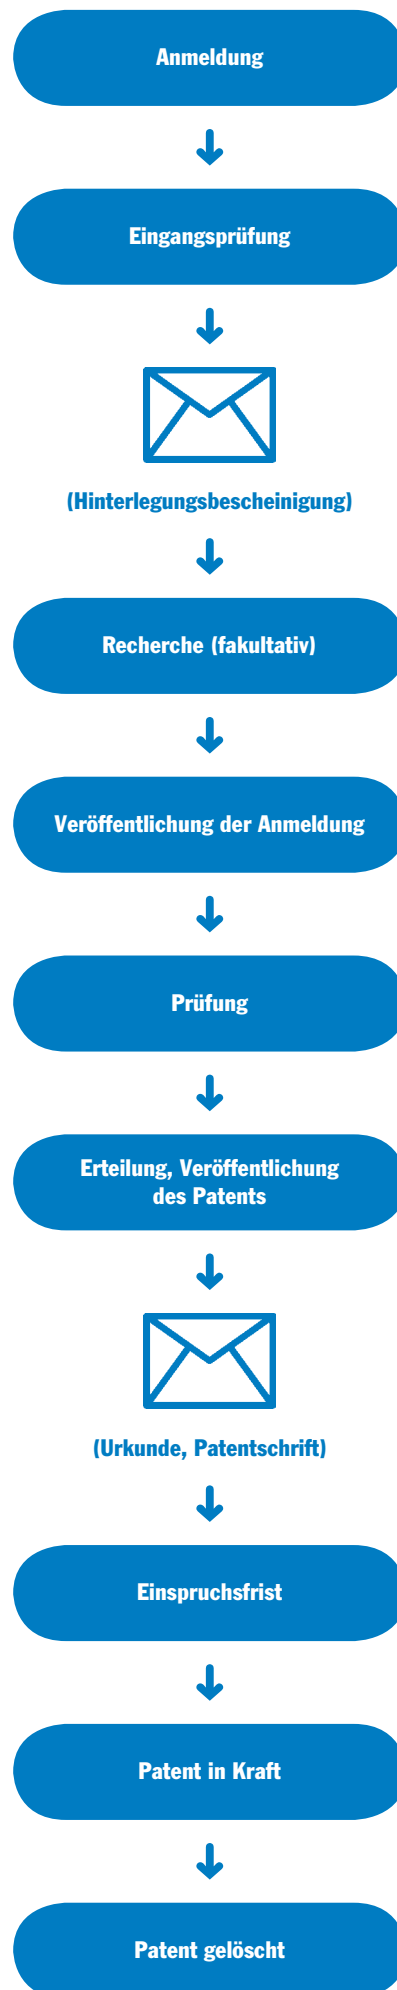 Anmeldung
Eingangsprüfung
(Hinterlegungsbescheinigung)
Recherche (fakultativ)
Veröffentlichung der Anmeldung
Prüfung
Erteilung, Veröffentlichung
des Patents
(Urkunde, Patentschrift)
Einspruchsfrist
Patent in Kraft
Patent gelöscht